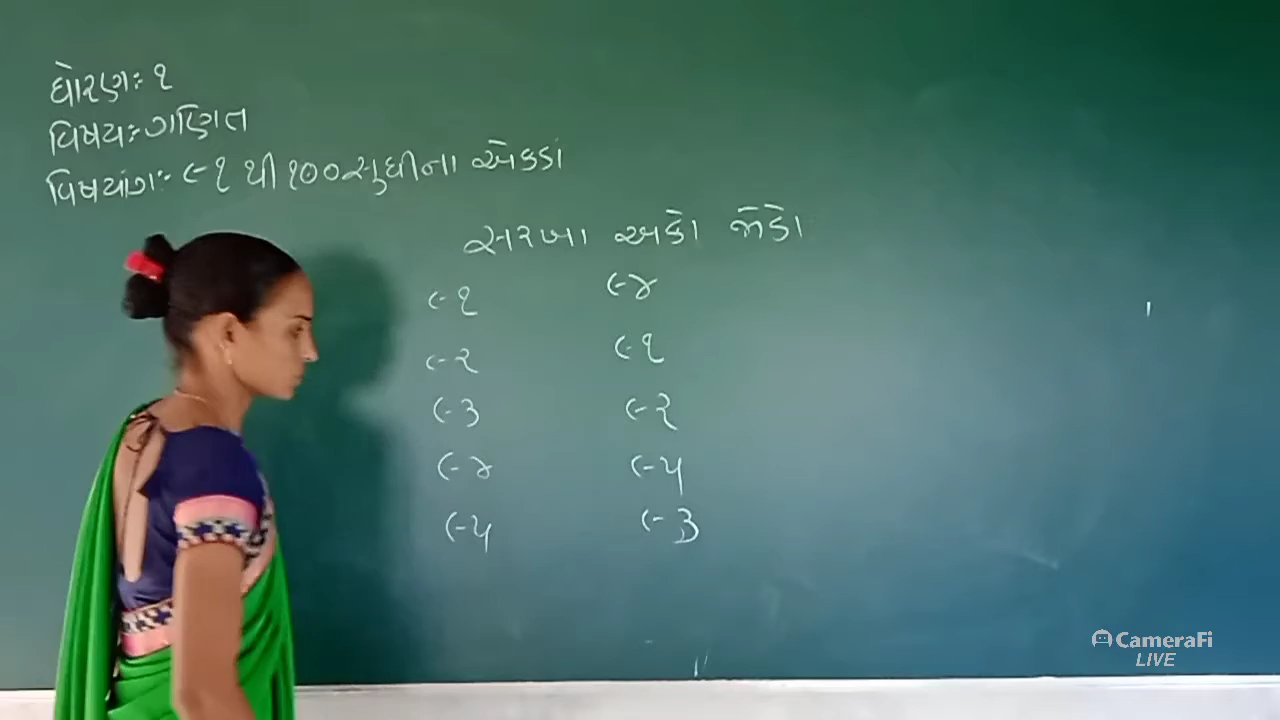 ધોરણ:- ૧
વિષય:- ગણિત
વિષયાંગ:- ૯૧ થી ૧૦૦ સુધીના એકડાં
સરખા અકો જોડો
૯૧ ૯૪
૯૨ ૯૧
૯૩ ૯૨
૯૪ ૯૫
૯૫ ૯૩
CameraFi
LIVE